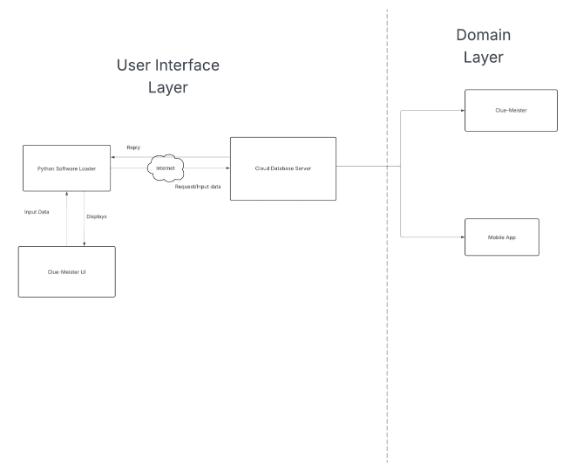 User Interface
Layer
Domain
Layer
Due-Meister
Reply
Python Software Loader
Internet
Cloud Database Server
Request/Input data
Input Data
Displays
Mobile App
Due-Meister UI